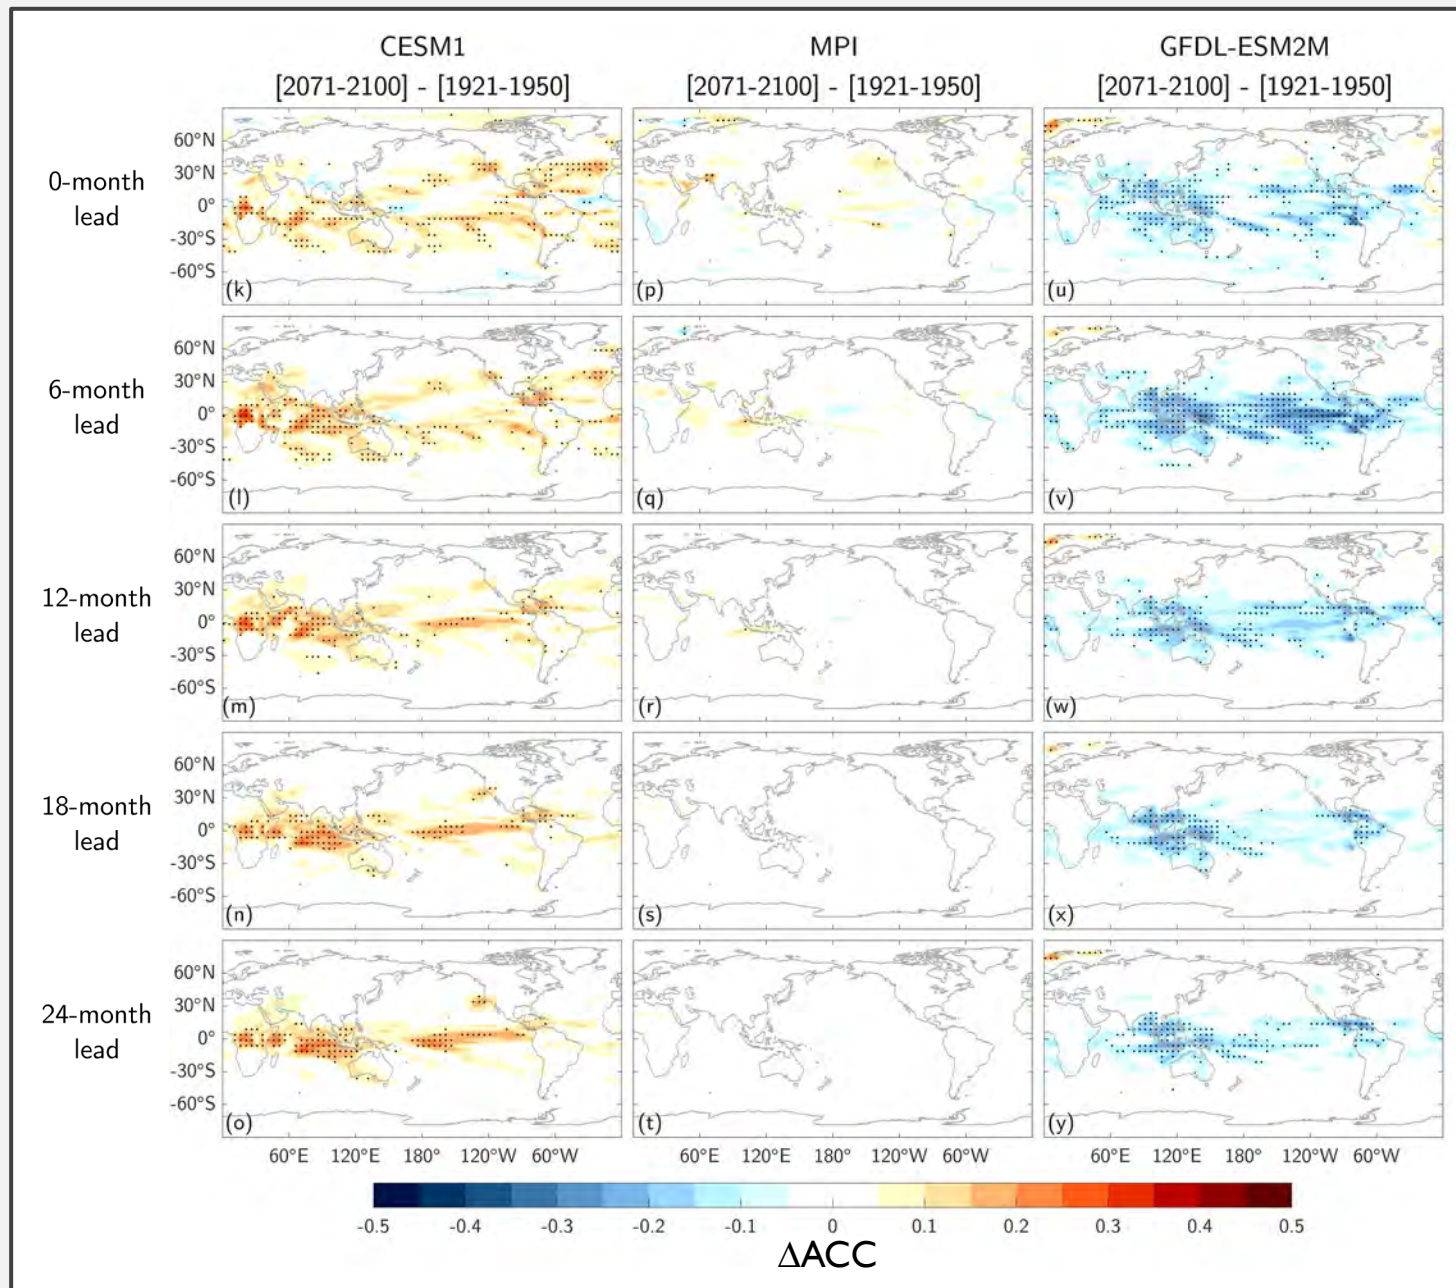 CESM1 MPI GFDL-ESM2M
[2071-2100] - [1921-1950] [2071-2100] - [1921-1950] [2071-2100] - [1921-1950]
0-month
lead
60°N
30°N
0°
-30°S
-60°S
(k) (p) (u)
6-month
lead
60°N
30°N
0°
-30°S
-60°S
(l) (q) (v)
12-month
lead
60°N
30°N
0°
-30°S
-60°S
(m) (r) (w)
18-month
lead
60°N
30°N
0°
-30°S
-60°S
(n) (s) (x)
24-month
lead
60°N
30°N
0°
-30°S
-60°S
(o) (t) (y)
60°E 120°E 180° 120°W 60°W 60°E 120°E 180° 120°W 60°W 60°E 120°E 180° 120°W 60°W
-0.5 -0.4 -0.3 -0.2 -0.1 0 0.1 0.2 0.3 0.4 0.5
ΔACC